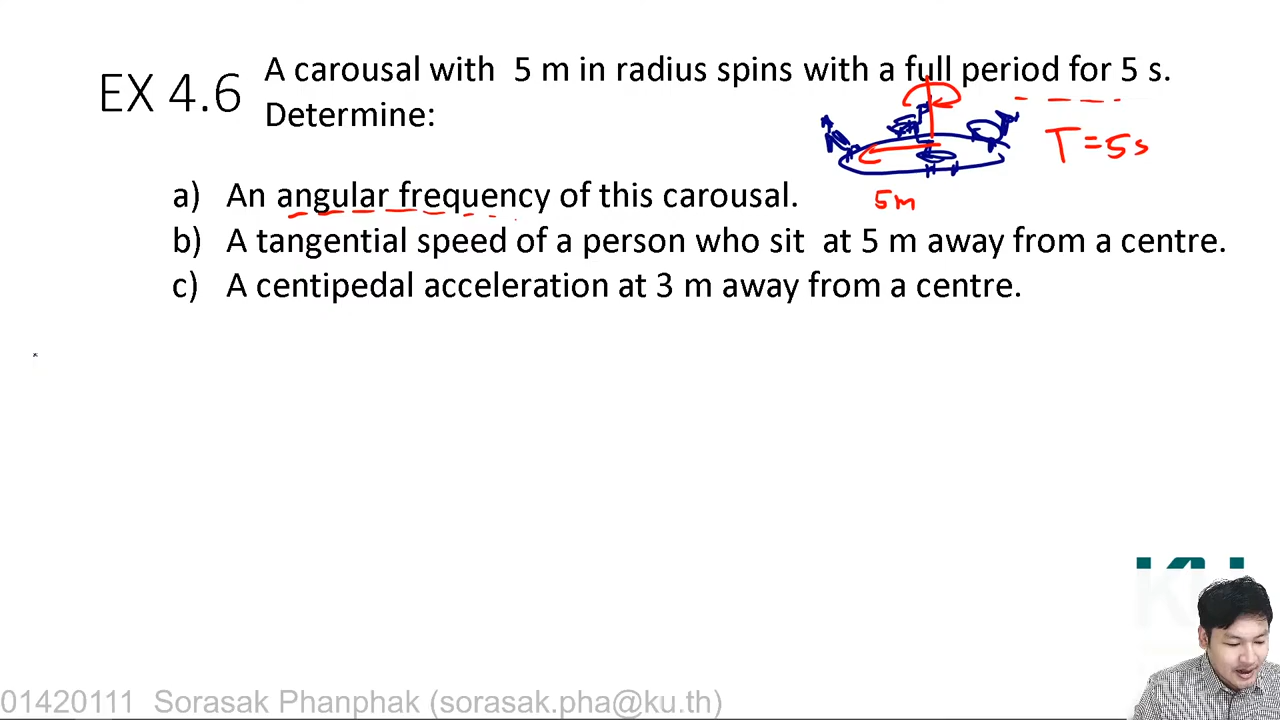 EX 4.6
A carousal with 5 m in radius spins with a full period for 5 s.
Determine:
T=5s
5m
a) An angular frequency of this carousal.
b) A tangential speed of a person who sit at 5 m away from a centre.
c) A centipedal acceleration at 3 m away from a centre.
KU
01420111 Sorasak Phanphak (sorasak.pha@ku.th)